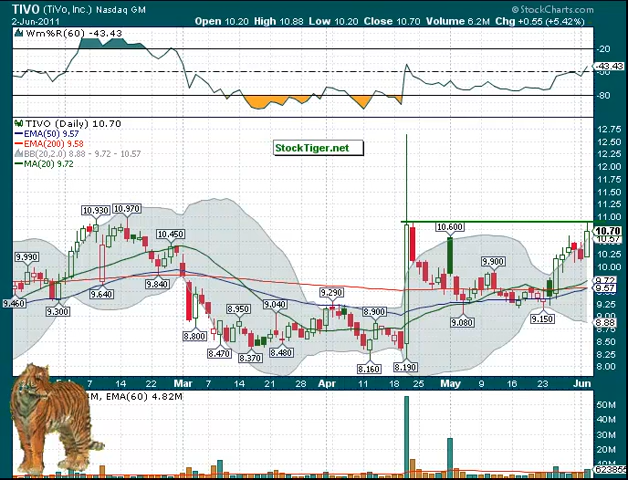 TIVO (TiVo, Inc.) Nasdaq GM
© StockCharts.com
2-Jun-2011
Open 10.20 High 10.88 Low 10.20 Close 10.70 Volume 6.2M Chg +0.55 (+5.42%)
Wm%R(60) -43.43
-20
-43.43
-50
-80
TIVO (Daily) 10.70
EMA(50) 9.57
EMA(200) 9.58
BB(20,2.0) 8.88 - 9.72 - 10.57
MA(20) 9.72
StockTiger.net
12.75
12.50
12.25
12.00
11.75
11.50
11.25
11.00
10.70
10.57
10.25
10.00
9.72
9.57
9.25
9.00
8.88
8.50
8.25
8.00
9.990
9.460
9.300
10.930
9.640
10.970
9.840
10.450
8.800
8.470
8.950
8.370
9.040
8.480
9.290
8.160
8.900
8.190
10.600
9.080
9.900
9.150
7 14 22 Mar 7 14 21 28 Apr 11 18 25 May 9 16 23 Jun
M, EMA(60) 4.82M
50M
40M
30M
20M
10M